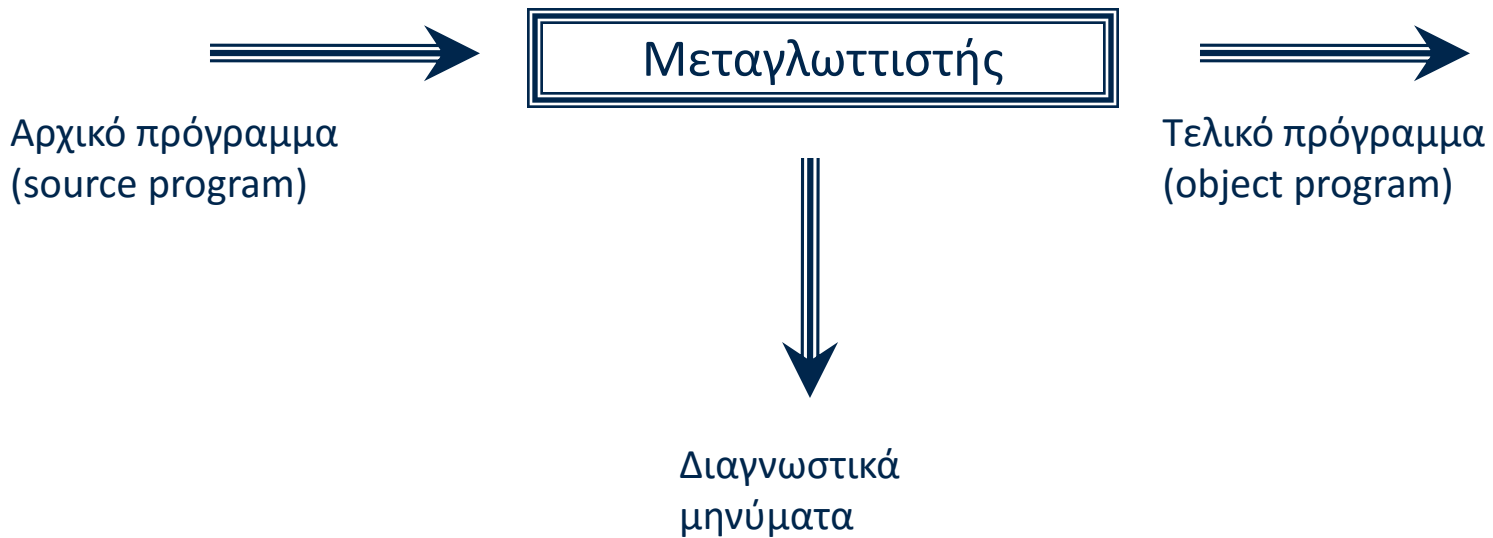 Μεταγλωττιστής
Αρχικό πρόγραμμα
(source program)
Τελικό πρόγραμμα
(object program)
Διαγνωστικά
μηνύματα